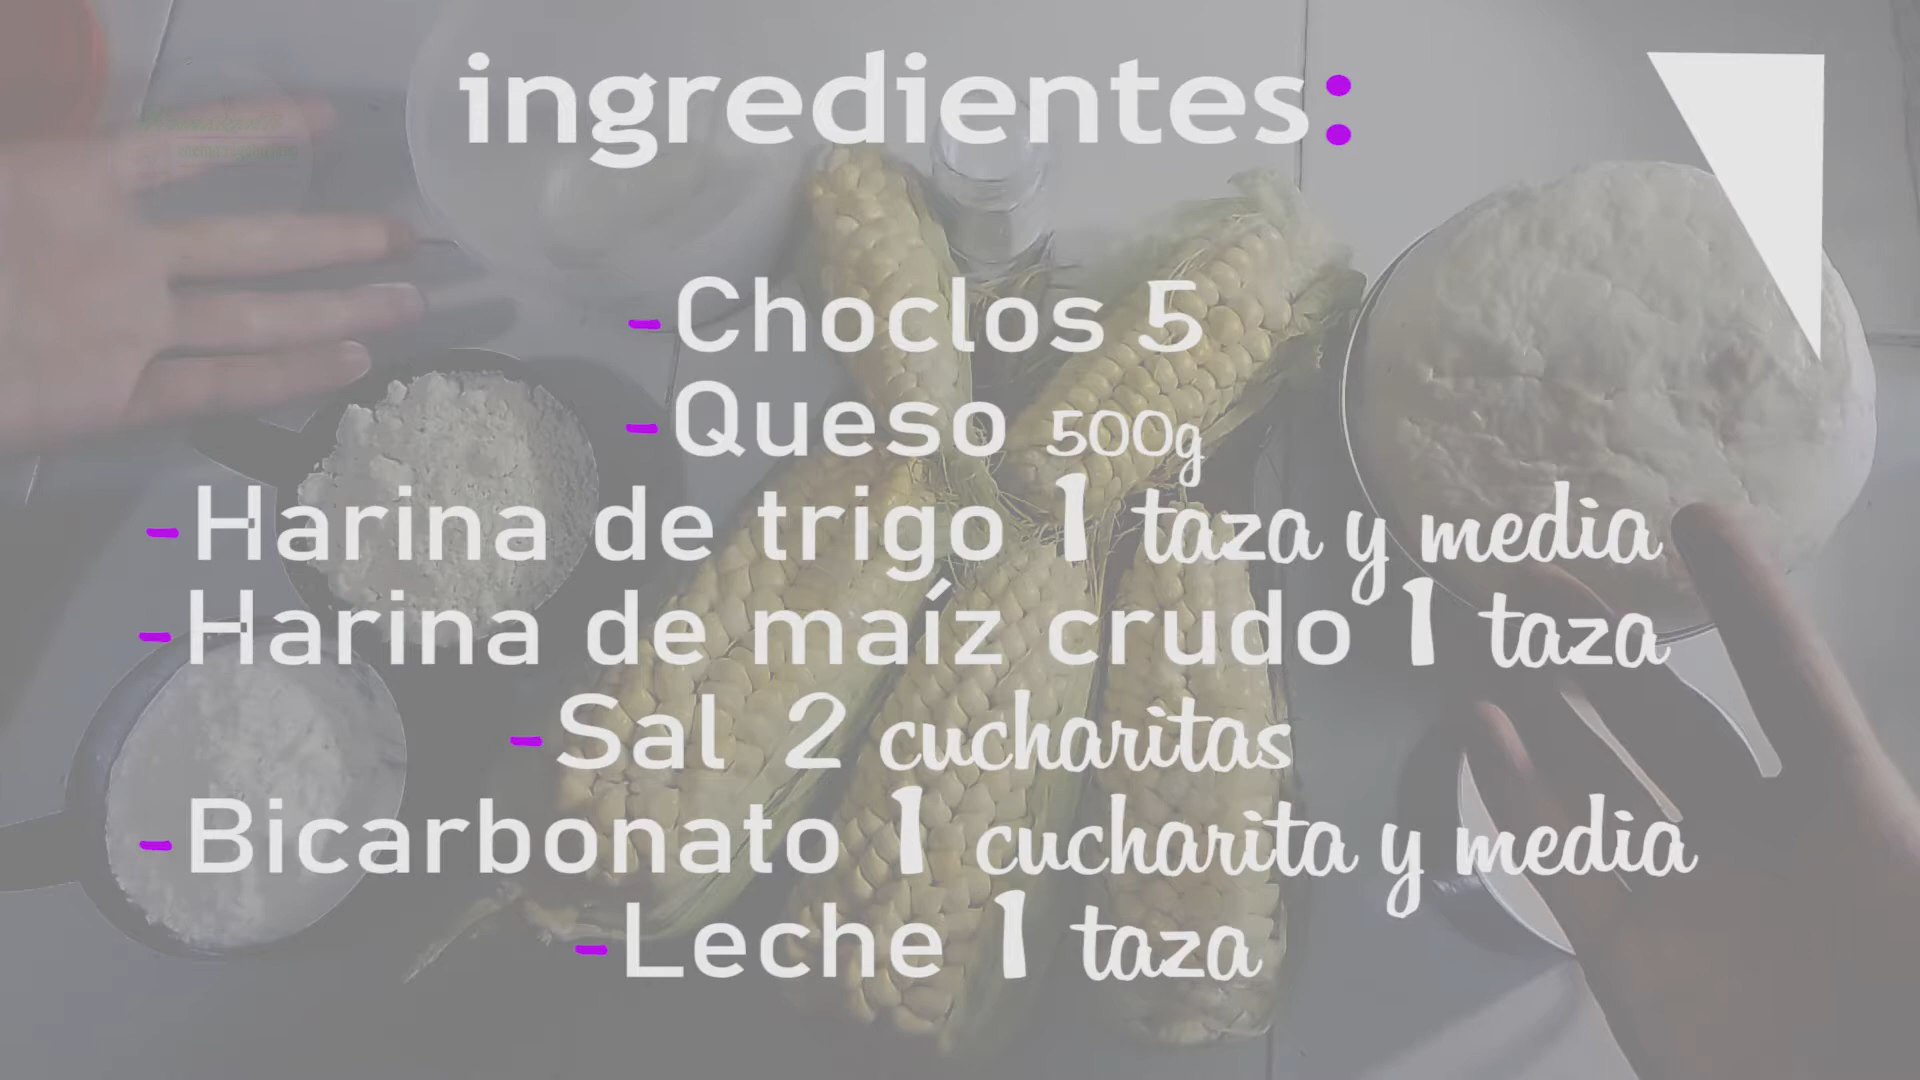 ingredientes:
-Choclos 5
-Queso 500g
-Harina de trigo 1 taza y media
-Harina de maíz crudo 1 taza
-Sal 2 cucharitas
-Bicarbonato 1 cucharita y media
-Leche 1 taza